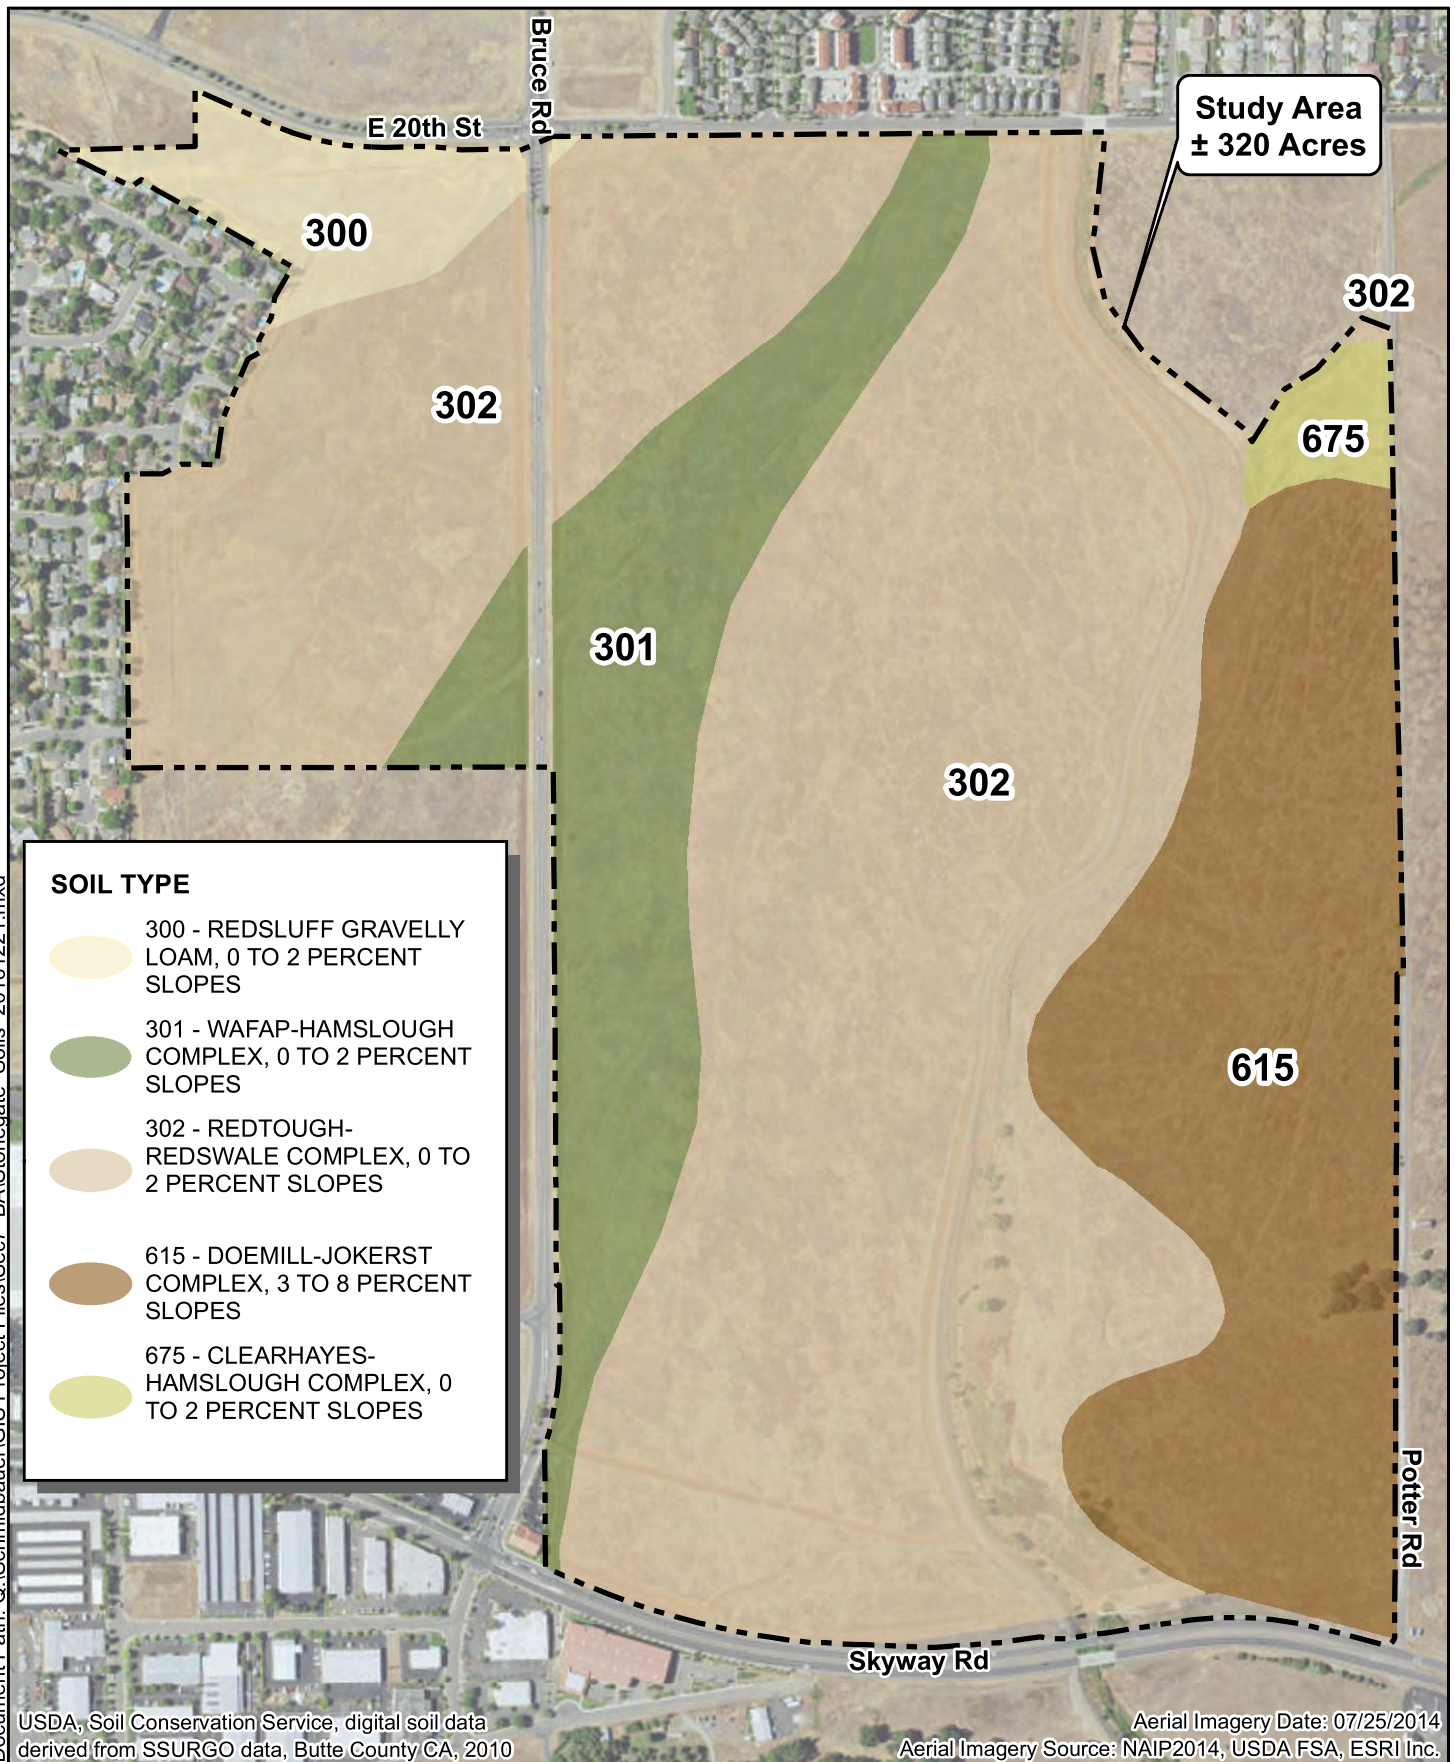 Bruce Rd
E 20th St
Study Area
± 320 Acres
300
302
302
675
301
302
615
SOIL TYPE
300 - REDSLUFF GRAVELLY
LOAM, 0 TO 2 PERCENT
SLOPES
301 - WAFAP-HAMSLOUGH
COMPLEX, 0 TO 2 PERCENT
SLOPES
302 - REDTOUGH-
REDSWALE COMPLEX, 0 TO
2 PERCENT SLOPES
615 - DOEMILL-JOKERST
COMPLEX, 3 TO 8 PERCENT
SLOPES
675 - CLEARHAYES-
HAMSLOUGH COMPLEX, 0
TO 2 PERCENT SLOPES
Potter Rd
Skyway Rd
USDA, Soil Conservation Service, digital soil data
derived from SSURGO data, Butte County CA, 2010
Aerial Imagery Date: 07/25/2014
Aerial Imagery Source: NAIP2014, USDA FSA, ESRI Inc.